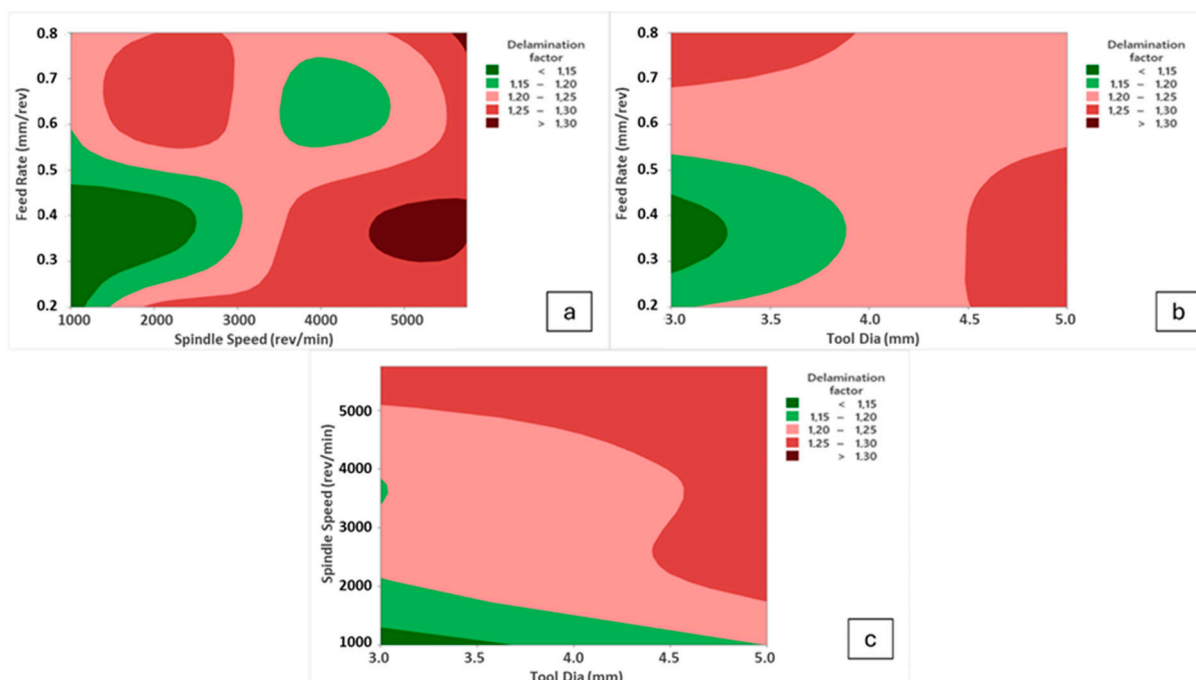 0.8
0.7
0.6
0.5
0.4
0.3
0.2
Feed Rate (mm/rev)
1000 2000 3000 4000 5000
Spindle Speed (rev/min)
Delamination
factor
< 1,15
1,15 – 1,20
1,20 – 1,25
1,25 – 1,30
> 1,30
a
0.8
0.7
0.6
0.5
0.4
0.3
0.2
Feed Rate (mm/rev)
3.0 3.5 4.0 4.5 5.0
Tool Dia (mm)
Delamination
factor
< 1,15
1,15 – 1,20
1,20 – 1,25
1,25 – 1,30
> 1,30
b
5000
4000
3000
2000
1000
Spindle Speed (rev/min)
3.0 3.5 4.0 4.5 5.0
Tool Dia (mm)
Delamination
factor
< 1,15
1,15 – 1,20
1,20 – 1,25
1,25 – 1,30
> 1,30
c